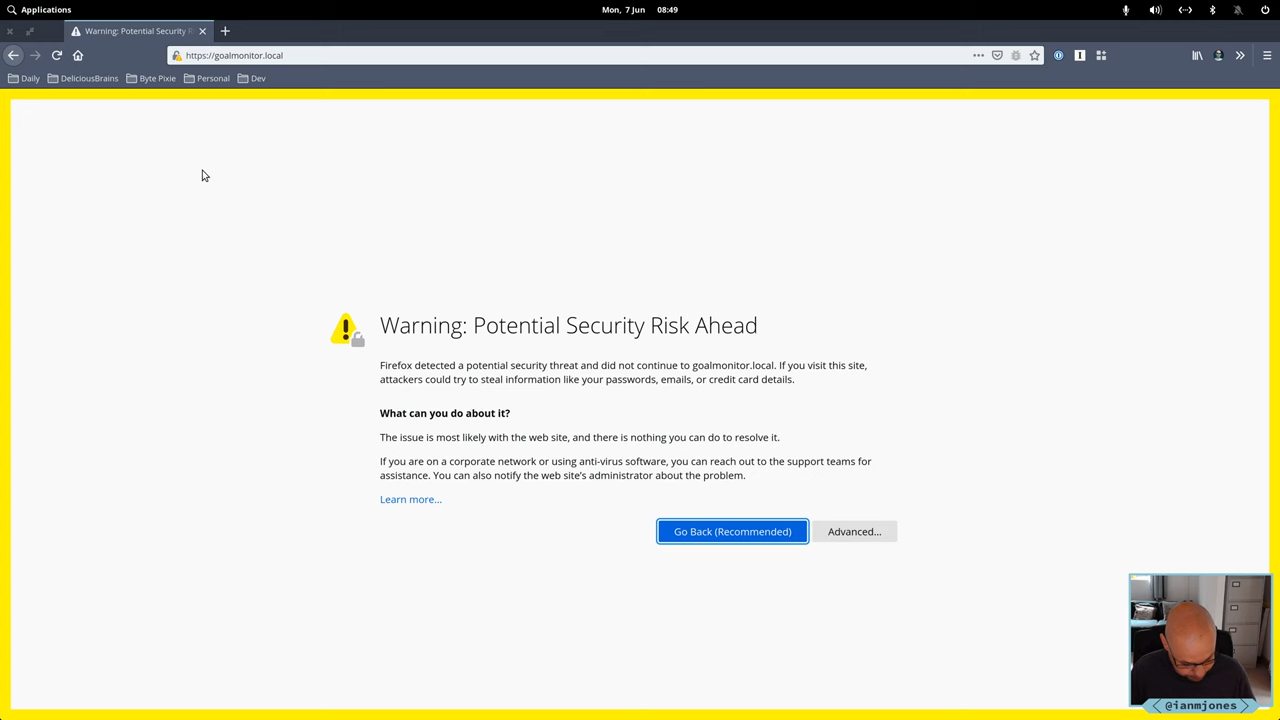 Applications
Mon, 7 Jun 08:49
Warning: Potential Security R
https://goalmonitor.local
Daily DeliciousBrains Byte Pixie Personal Dev
Warning: Potential Security Risk Ahead
Firefox detected a potential security threat and did not continue to goalmonitor.local. If you visit this site,
attackers could try to steal information like your passwords, emails, or credit card details.
What can you do about it?
The issue is most likely with the web site, and there is nothing you can do to resolve it.
If you are on a corporate network or using anti-virus software, you can reach out to the support teams for
assistance. You can also notify the web site's administrator about the problem.
Learn more...
Go Back (Recommended) Advanced...
@ianmjones